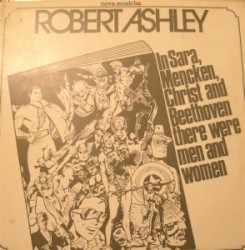 nova musicha
ROBERT ASHLEY
In Sara,
Mencken,
Christ and
Beethoven
there were
men and
women